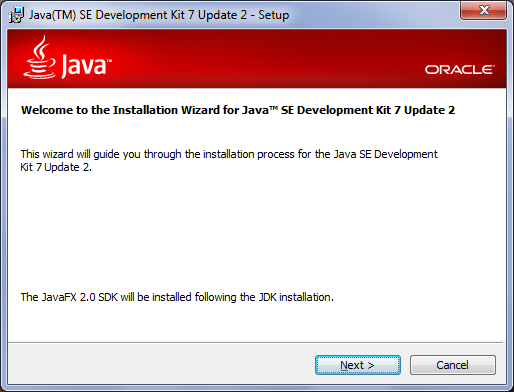 Java(TM) SE Development Kit 7 Update 2 - Setup
Java™
ORACLE®
Welcome to the Installation Wizard for Java™ SE Development Kit 7 Update 2
This wizard will guide you through the installation process for the Java SE Development
Kit 7 Update 2.
The JavaFX 2.0 SDK will be installed following the JDK installation.
Next >
Cancel